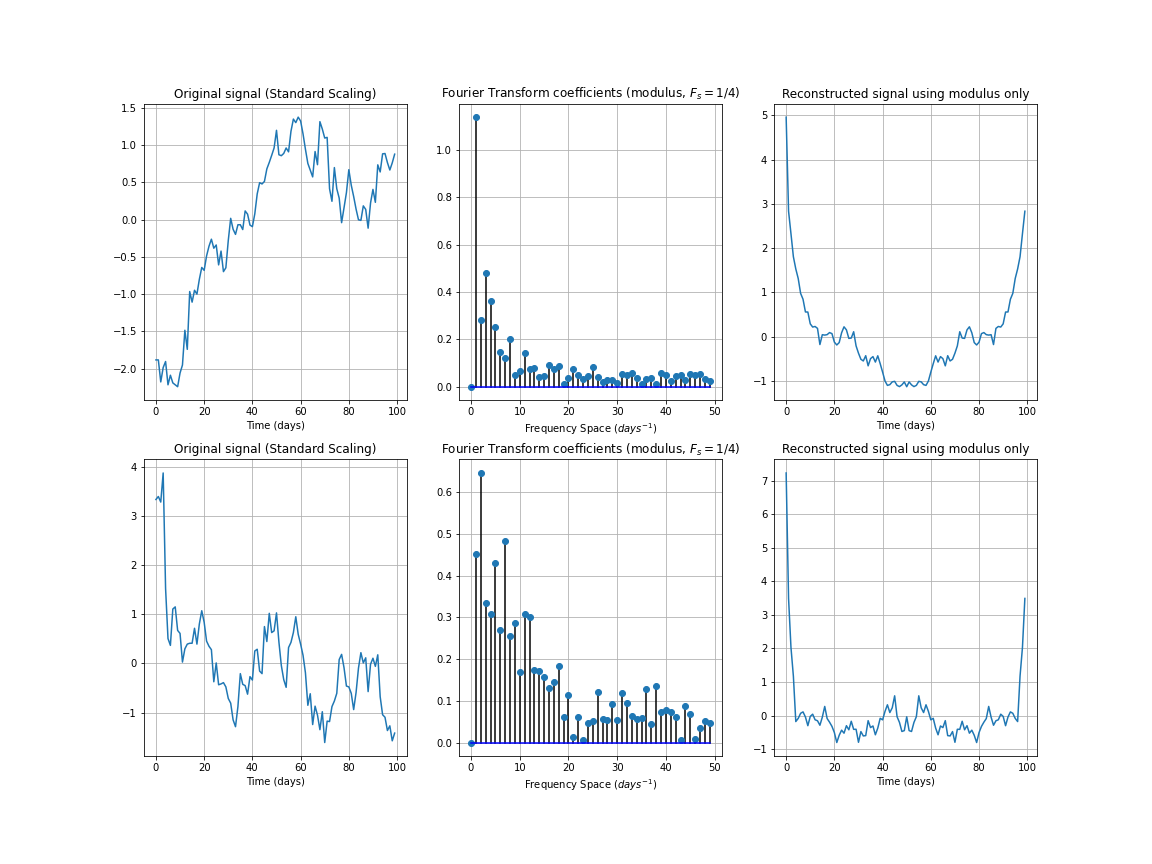 Original signal (Standard Scaling)
Fourier Transform coefficients (modulus, F_s = 1/4)
Reconstructed signal using modulus only
1.5
1.0
0.5
0.0
−0.5
−1.0
−1.5
−2.0
0 20 40 60 80 100
Time (days)
1.0
0.8
0.6
0.4
0.2
0.0
0 10 20 30 40 50
Frequency Space (days⁻¹)
5
4
3
2
1
0
−1
0 20 40 60 80 100
Time (days)
Original signal (Standard Scaling)
Fourier Transform coefficients (modulus, F_s = 1/4)
Reconstructed signal using modulus only
4
3
2
1
0
−1
0 20 40 60 80 100
Time (days)
0.6
0.5
0.4
0.3
0.2
0.1
0.0
0 10 20 30 40 50
Frequency Space (days⁻¹)
7
6
5
4
3
2
1
0
−1
0 20 40 60 80 100
Time (days)